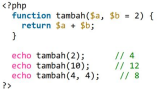 <?php
function tambah($a, $b = 2) {
return $a + $b;
}
echo tambah(2); // 4
echo tambah(10); // 12
echo tambah(4, 4); // 8
?>